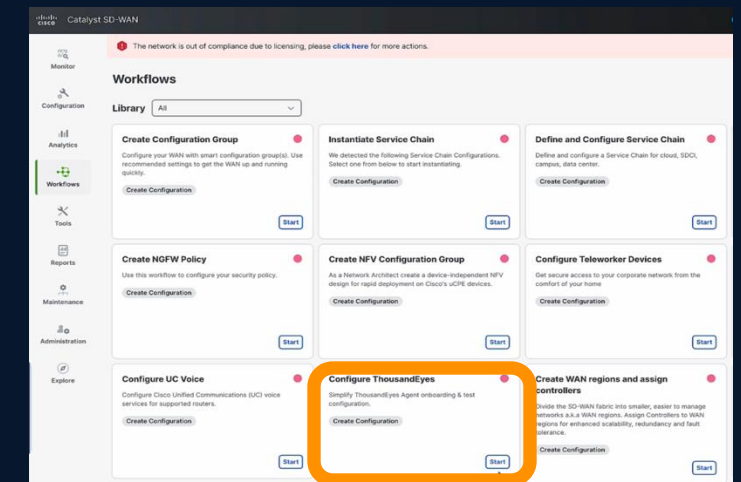 cisco Catalyst SD-WAN
The network is out of compliance due to licensing, please click here for more actions.
Monitor
Configuration
Analytics
Workflows
Tools
Reports
Maintenance
Administration
Explore
Workflows
Library All
Create Configuration Group
Configure your WAN with smart configuration group(s). Use
recommended settings to get the WAN up and running
quickly.
Create Configuration
Start
Instantiate Service Chain
We detected the following Service Chain Configurations.
Select one from below to start instantiating.
Create Configuration
Start
Define and Configure Service Chain
Define and configure a Service Chain for cloud, SDCI,
campus, data center.
Create Configuration
Start
Create NGFW Policy
Use this workflow to configure your security policy.
Create Configuration
Start
Create NFV Configuration Group
As a Network Architect create a device-independent NFV
design for rapid deployment on Cisco's uCPE devices.
Create Configuration
Start
Configure Teleworker Devices
Get secure access to your corporate network from the
comfort of your home
Create Configuration
Start
Configure UC Voice
Configure Cisco Unified Communications (UC) voice
services for supported routers.
Create Configuration
Start
Configure ThousandEyes
Simplify ThousandEyes Agent onboarding & test
configuration.
Create Configuration
Start
Create WAN regions and assign
controllers
Divide the SD-WAN fabric into smaller, easier to manage
networks a.k.a WAN regions. Assign Controllers to WAN
regions for enhanced scalability, redundancy and fault
tolerance.
Create Configuration
Start